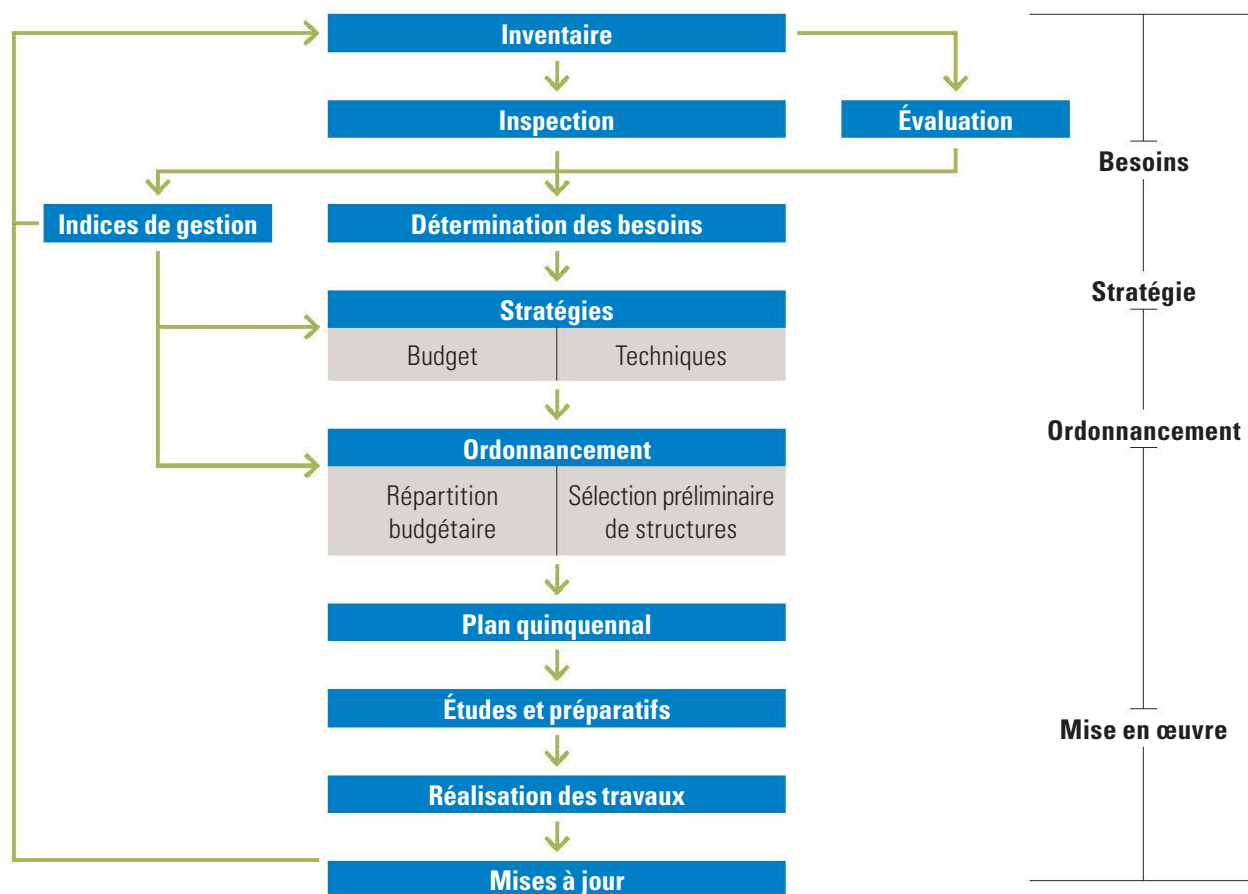 Inventaire
Inspection
Évaluation
Besoins
Indices de gestion
Détermination des besoins
Stratégies
Stratégie
Budget
Techniques
Ordonnancement
Ordonnancement
Répartition
budgétaire
Sélection préliminaire
de structures
Plan quinquennal
Études et préparatifs
Mise en œuvre
Réalisation des travaux
Mises à jour